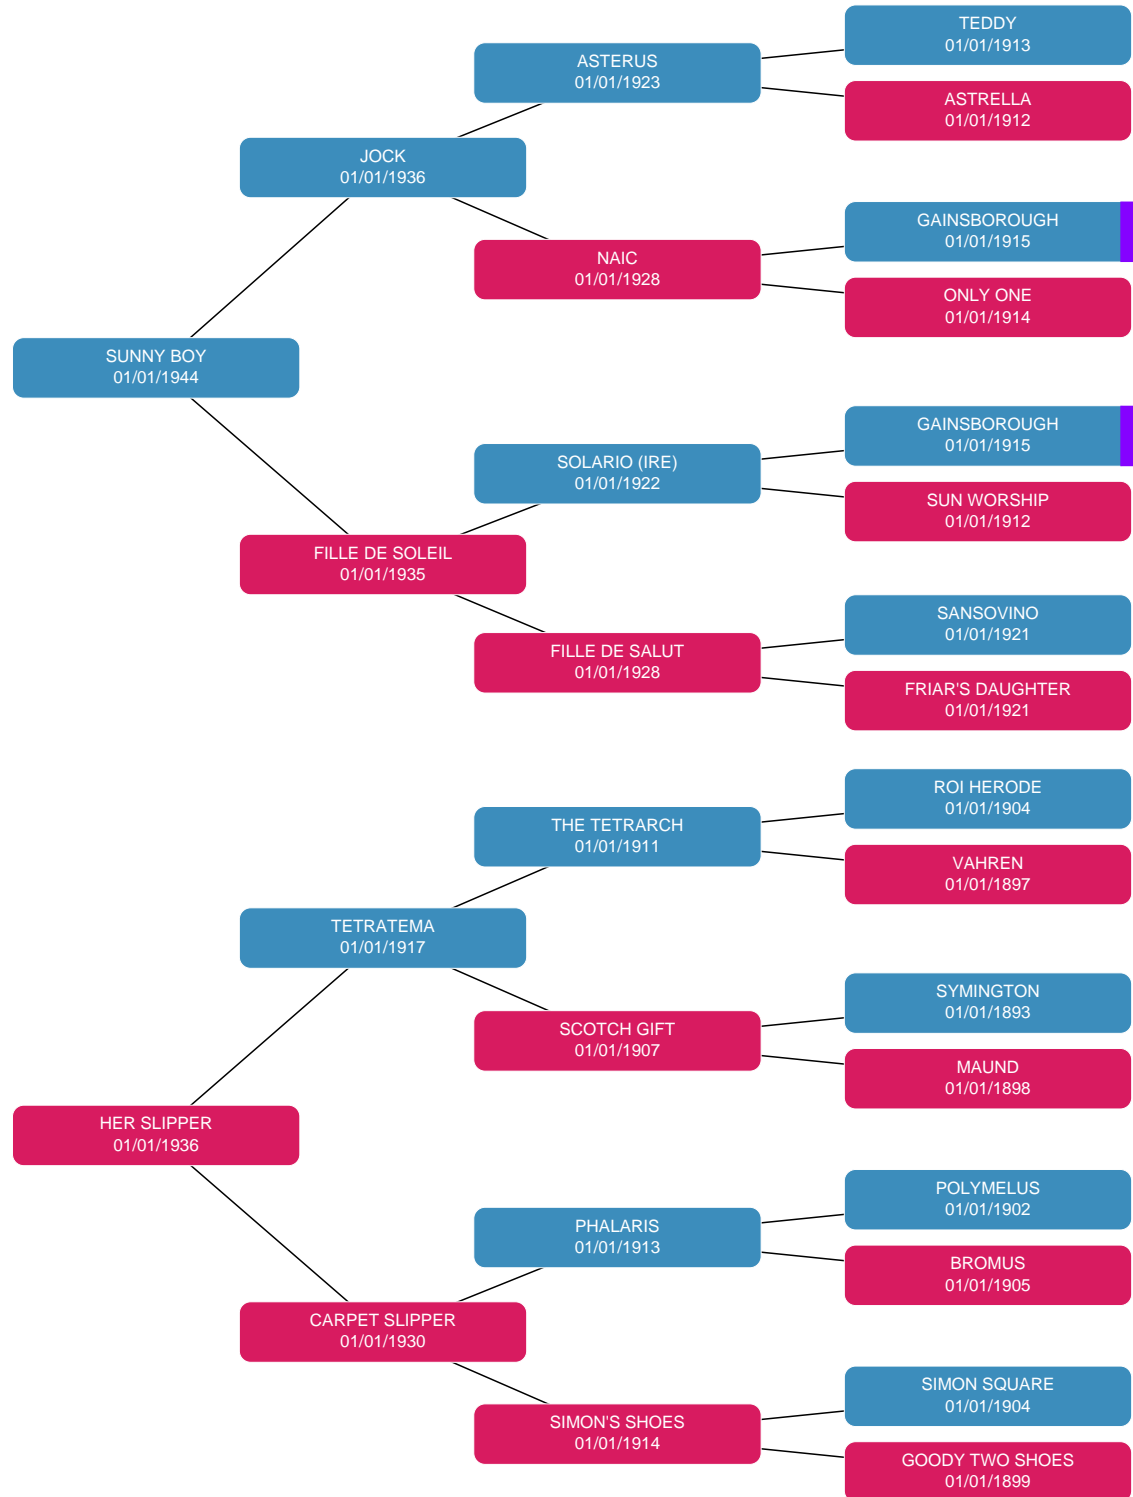 TEDDY
01/01/1913
ASTERUS
01/01/1923
ASTRELLA
01/01/1912
JOCK
01/01/1936
GAINSBOROUGH
01/01/1915
NAIC
01/01/1928
ONLY ONE
01/01/1914
SUNNY BOY
01/01/1944
GAINSBOROUGH
01/01/1915
SOLARIO (IRE)
01/01/1922
SUN WORSHIP
01/01/1912
FILLE DE SOLEIL
01/01/1935
SANSOVINO
01/01/1921
FILLE DE SALUT
01/01/1928
FRIAR'S DAUGHTER
01/01/1921
ROI HERODE
01/01/1904
THE TETRARCH
01/01/1911
VAHREN
01/01/1897
TETRATEMA
01/01/1917
SYMINGTON
01/01/1893
SCOTCH GIFT
01/01/1907
MAUND
01/01/1898
HER SLIPPER
01/01/1936
POLYMELUS
01/01/1902
PHALARIS
01/01/1913
BROMUS
01/01/1905
CARPET SLIPPER
01/01/1930
SIMON SQUARE
01/01/1904
SIMON'S SHOES
01/01/1914
GOODY TWO SHOES
01/01/1899